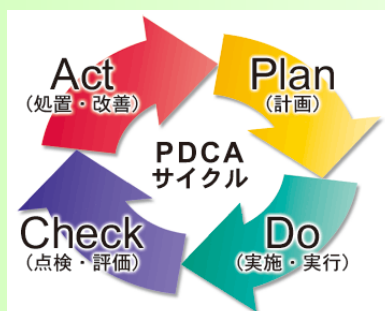 Act
(処置・改善)
Plan
(計画)
PDCA
サイクル
Check
(点検・評価)
Do
(実施・実行)